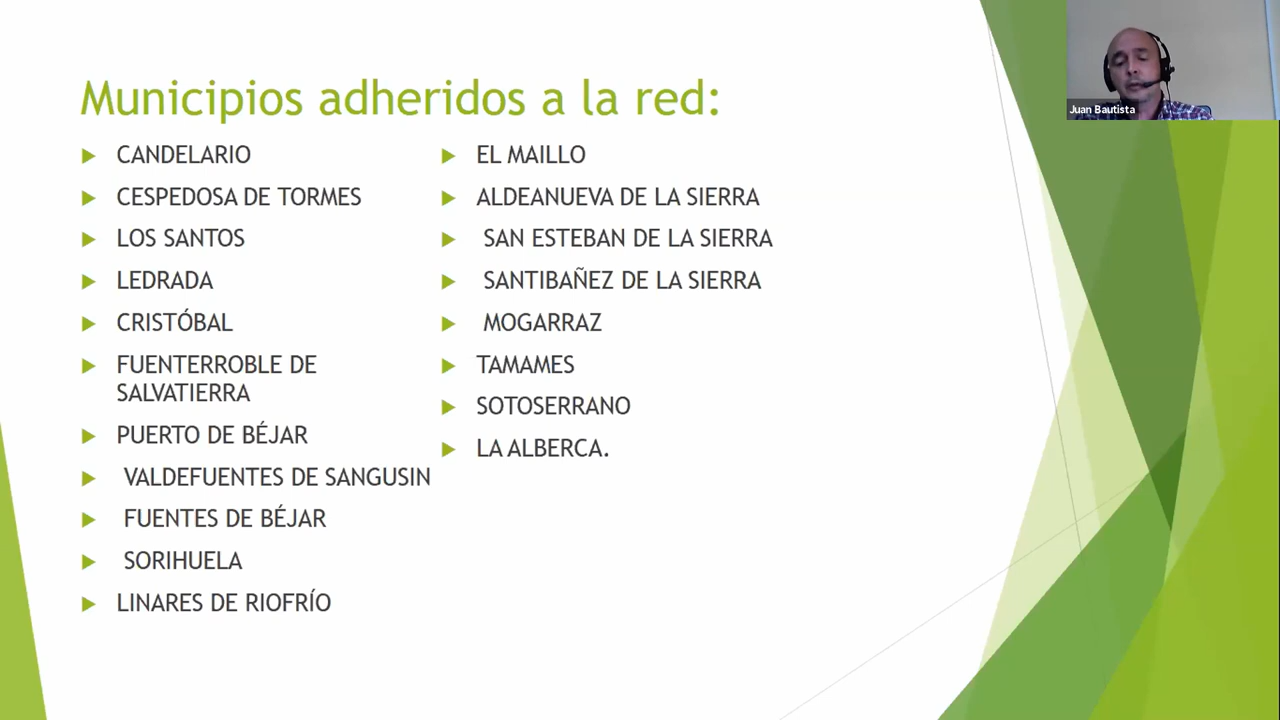 Municipios adheridos a la red:
CANDELARIO
CESPEDOSA DE TORMES
LOS SANTOS
LEDRADA
CRISTÓBAL
FUENTERROBLE DE
SALVATIERRA
PUERTO DE BÉJAR
VALDEFUENTES DE SANGUSIN
FUENTES DE BÉJAR
SORIHUELA
LINARES DE RIOFRÍO
EL MAILLO
ALDEANUEVA DE LA SIERRA
SAN ESTEBAN DE LA SIERRA
SANTIBAÑEZ DE LA SIERRA
MOGARRAZ
TAMAMES
SOTOSERRANO
LA ALBERCA.
Juan Bautista